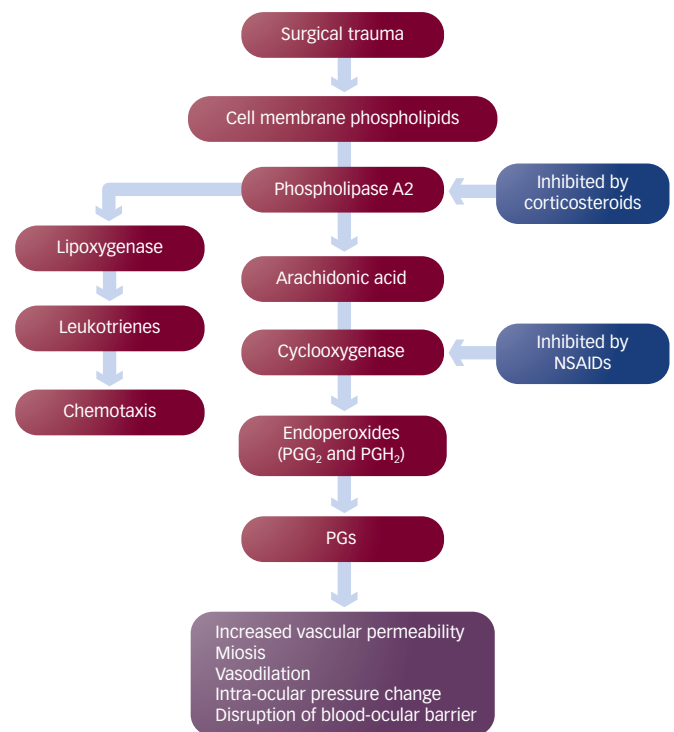 Surgical trauma
Cell membrane phospholipids
Phospholipase A2
Inhibited by
corticosteroids
Lipoxygenase
Arachidonic acid
Leukotrienes
Cyclooxygenase
Inhibited by
NSAIDs
Chemotaxis
Endoperoxides
(PGG₂ and PGH₂)
PGs
Increased vascular permeability
Miosis
Vasodilation
Intra-ocular pressure change
Disruption of blood-ocular barrier